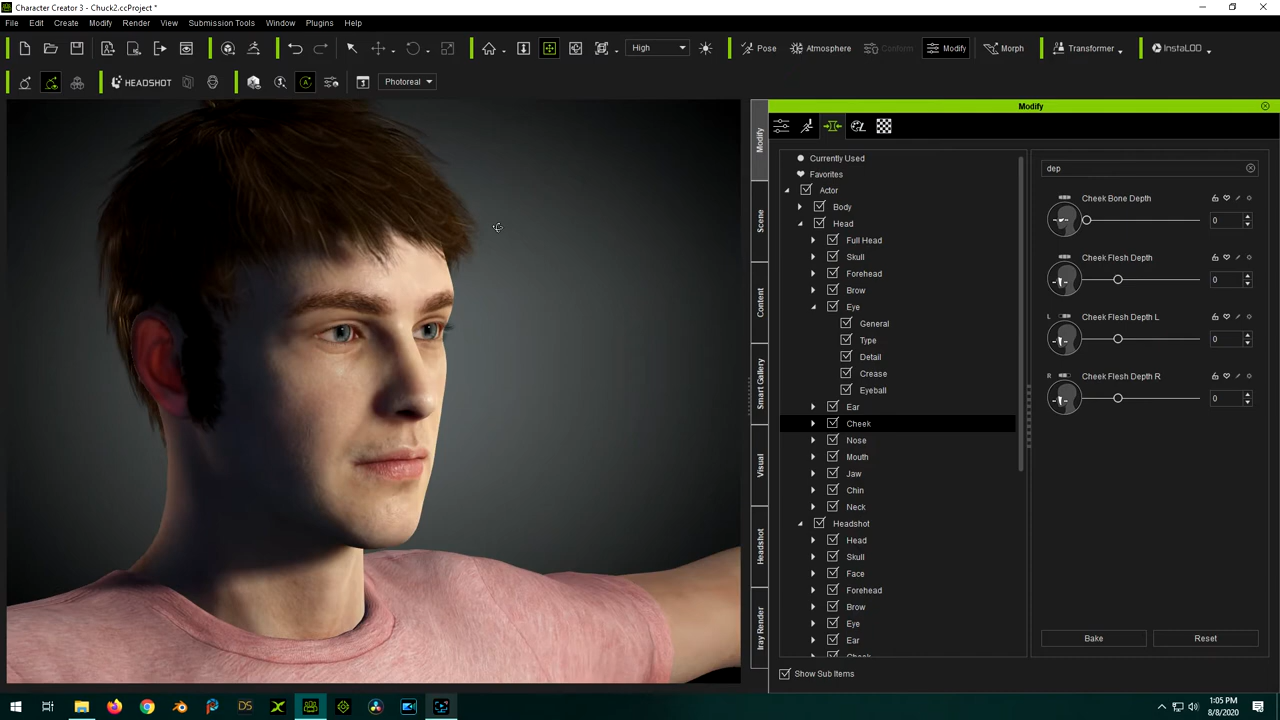 Character Creator 3 - Chuck2.ccProject *
File Edit Create Modify Render View Submission Tools Window Plugins Help
High Pose Atmosphere Conform Modify Morph Transformer InstaLOD
HEADSHOT Photoreal
Modify
Modify
Scene
Content
Smart Gallery
Visual
Headshot
Iray Render
Currently Used
Favorites
Actor
Body
Head
Full Head
Skull
Forehead
Brow
Eye
General
Type
Detail
Crease
Eyeball
Ear
Cheek
Nose
Mouth
Jaw
Chin
Neck
Headshot
Head
Skull
Face
Forehead
Brow
Eye
Ear
Cheek
Show Sub Items
dep
Cheek Bone Depth
0
Cheek Flesh Depth
0
L Cheek Flesh Depth L
0
R Cheek Flesh Depth R
0
Bake Reset
DS
1:05 PM
8/8/2020